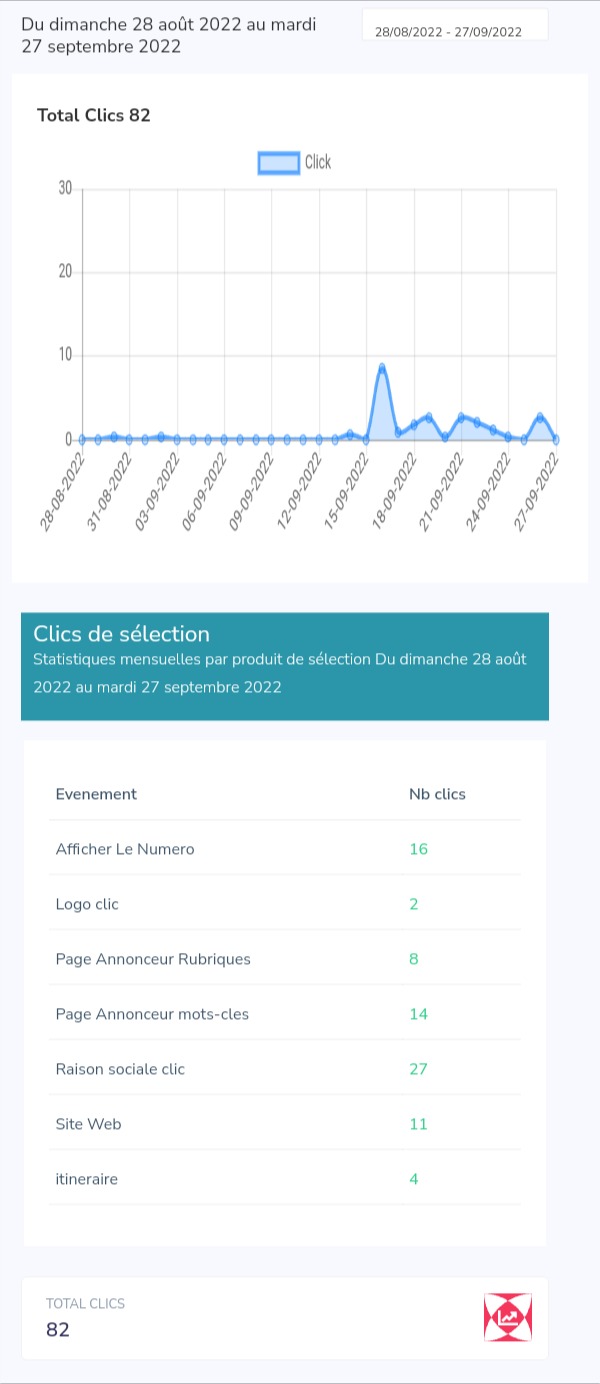 Du dimanche 28 août 2022 au mardi
27 septembre 2022
28/08/2022 - 27/09/2022
Total Clics 82
Click
30
20
10
0
28-08-2022
31-08-2022
03-09-2022
06-09-2022
09-09-2022
12-09-2022
15-09-2022
18-09-2022
21-09-2022
24-09-2022
27-09-2022
Clics de sélection
Statistiques mensuelles par produit de sélection Du dimanche 28 août
2022 au mardi 27 septembre 2022
Evenement Nb clics
Afficher Le Numero 16
Logo clic 2
Page Annonceur Rubriques 8
Page Annonceur mots-cles 14
Raison sociale clic 27
Site Web 11
itineraire 4
TOTAL CLICS
82